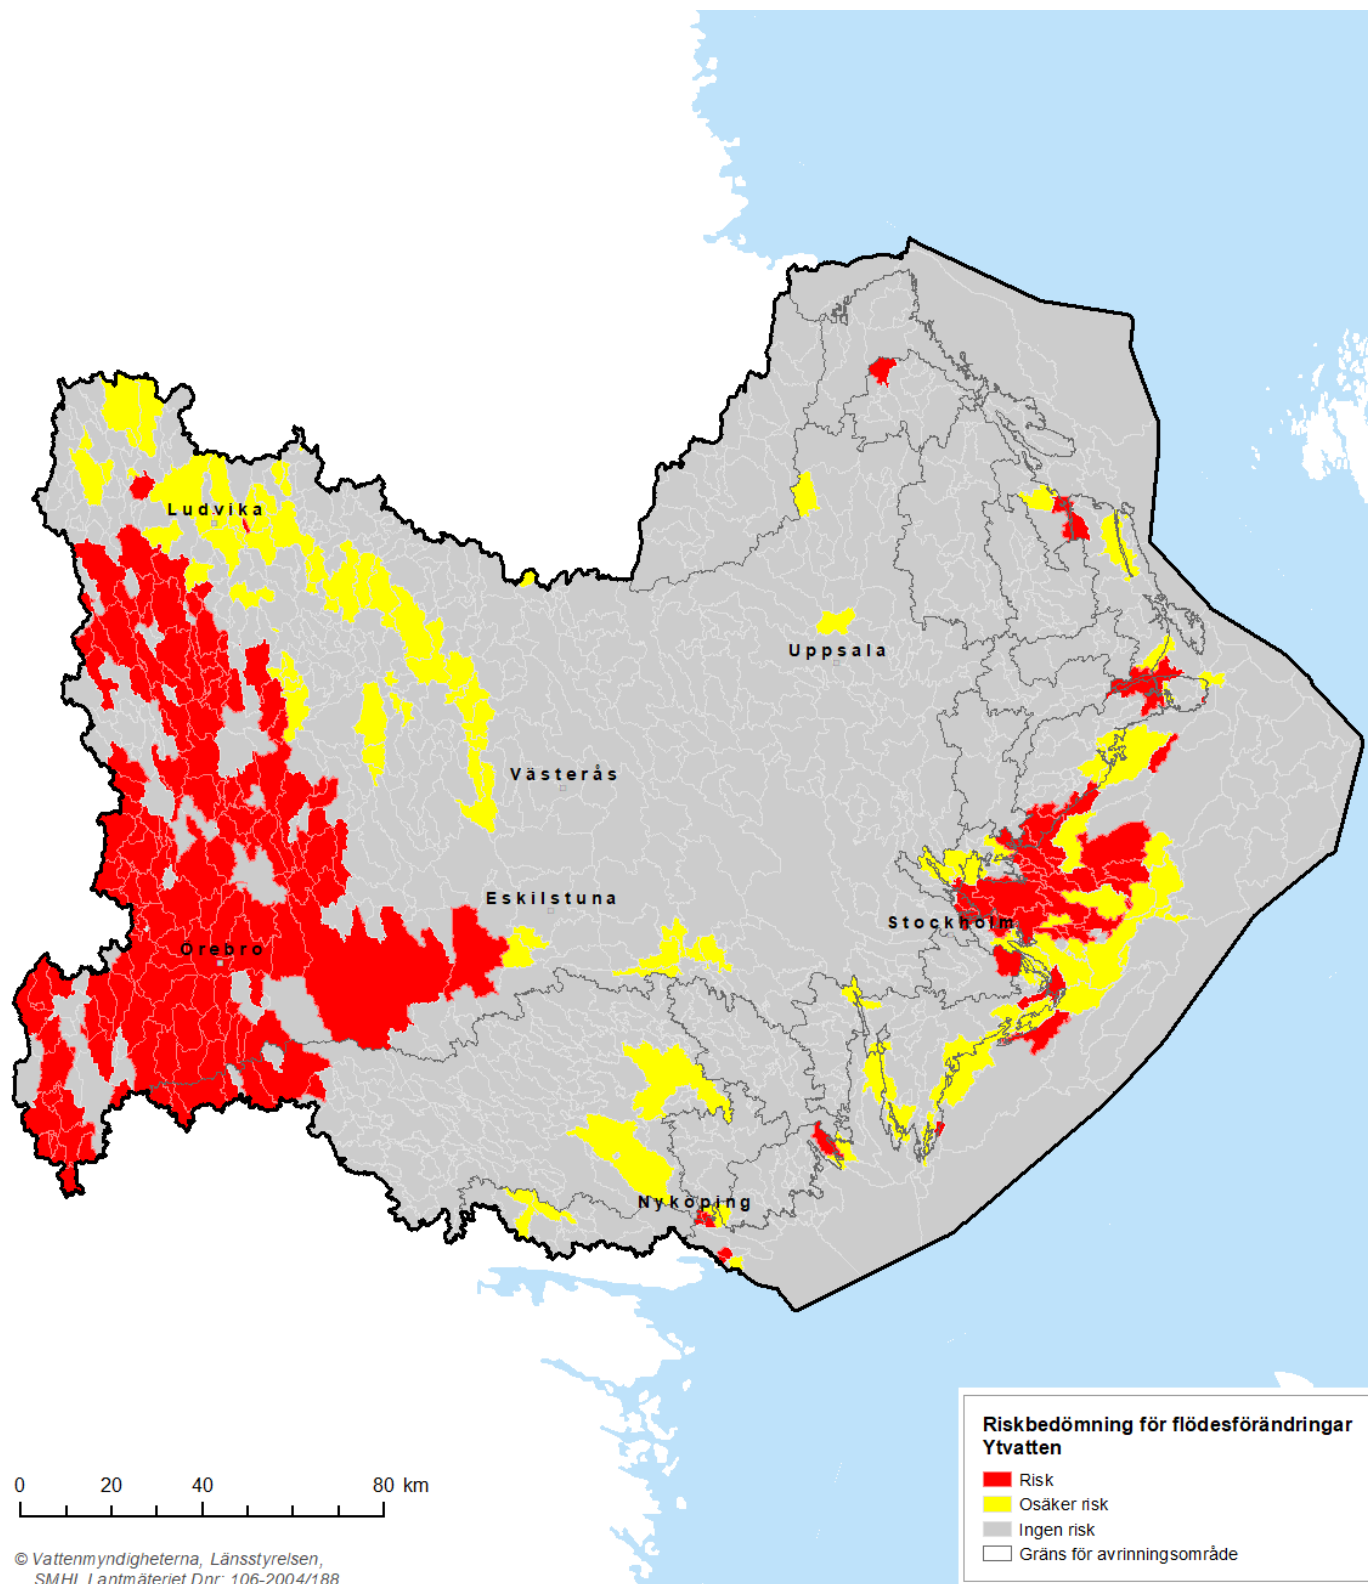 Ludvika
Uppsala
Västerås
Eskilstuna
Stockholm
Örebro
Nyköping
Riskbedömning för flödesförändringar
Ytvatten
Risk
Osäker risk
Ingen risk
Gräns för avrinningsområde
0 20 40 80 km
© Vattenmyndigheterna, Länsstyrelsen,
SMHI, Lantmäteriet Dnr: 106-2004/188